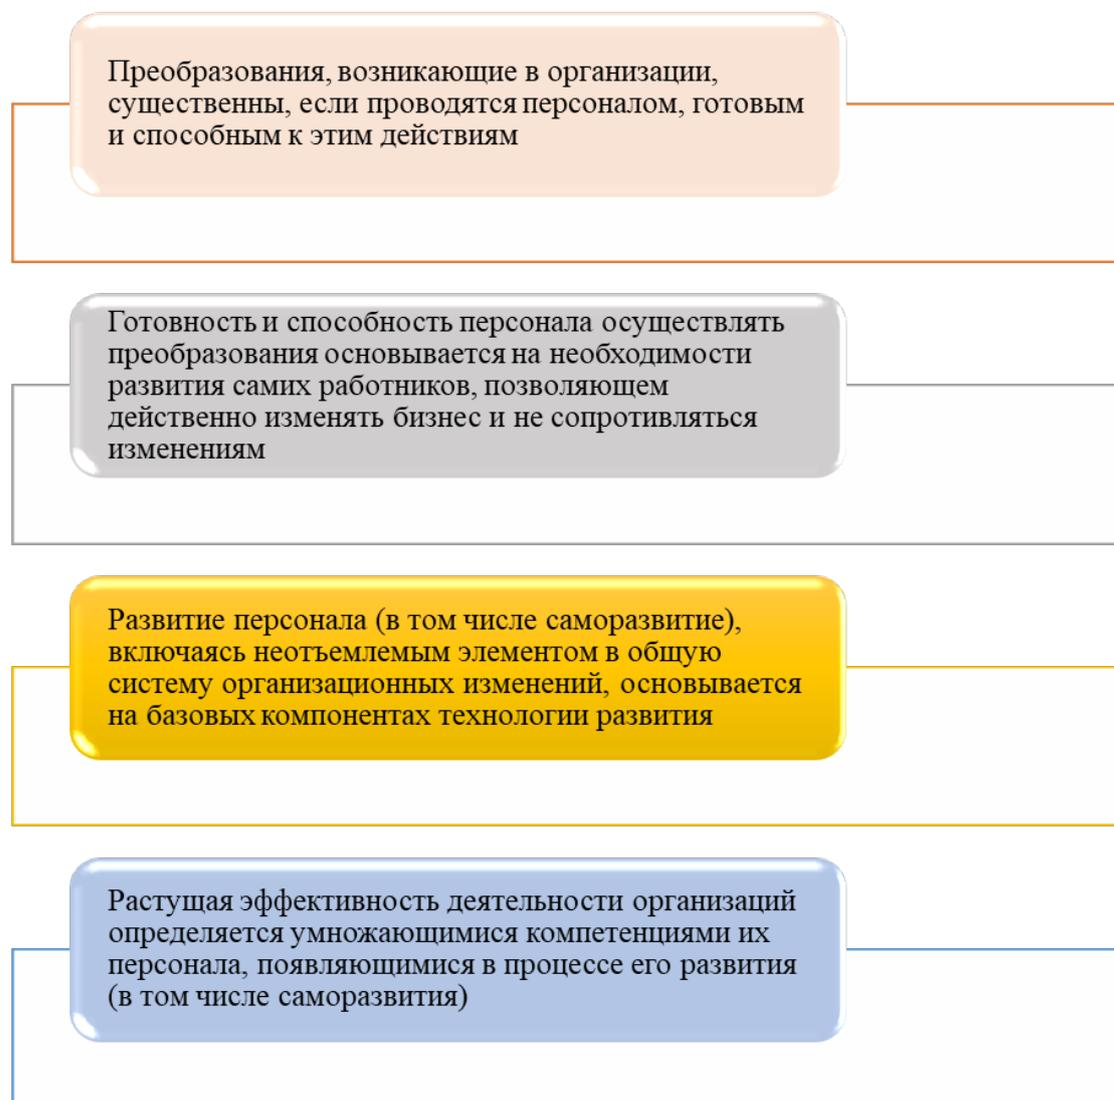 Преобразования, возникающие в организации,
существенны, если проводятся персоналом, готовым
и способным к этим действиям
Готовность и способность персонала осуществлять
преобразования основывается на необходимости
развития самих работников, позволяющем
действенно изменять бизнес и не сопротивляться
изменениям
Развитие персонала (в том числе саморазвитие),
включаясь неотъемлемым элементом в общую
систему организационных изменений, основывается
на базовых компонентах технологии развития
Растущая эффективность деятельности организаций
определяется умножающимися компетенциями их
персонала, появляющимися в процессе его развития
(в том числе саморазвития)